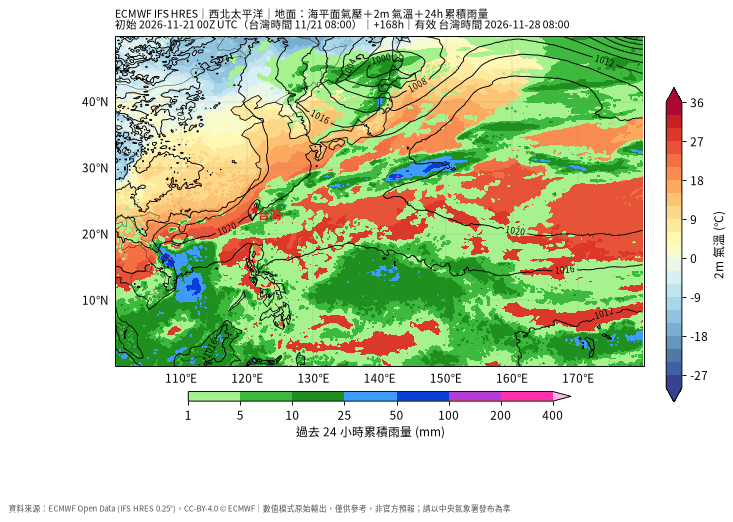 ECMWF IFS HRES｜西北太平洋｜地面：海平面氣壓＋2m 氣溫＋24h 累積雨量
初始 2026-11-21 00Z UTC（台灣時間 11/21 08:00）｜+168h｜有效 台灣時間 2026-11-28 08:00
1012
1000
1008
1016
1020
1020
1016
1012
40°N
30°N
20°N
10°N
110°E
120°E
130°E
140°E
150°E
160°E
170°E
36
27
18
9
0
-9
-18
-27
2m 氣溫 (°C)
1
5
10
25
50
100
200
400
過去 24 小時累積雨量 (mm)
資料來源：ECMWF Open Data (IFS HRES 0.25°)，CC-BY-4.0 © ECMWF｜數值模式原始輸出，僅供參考，非官方預報；請以中央氣象署發布為準